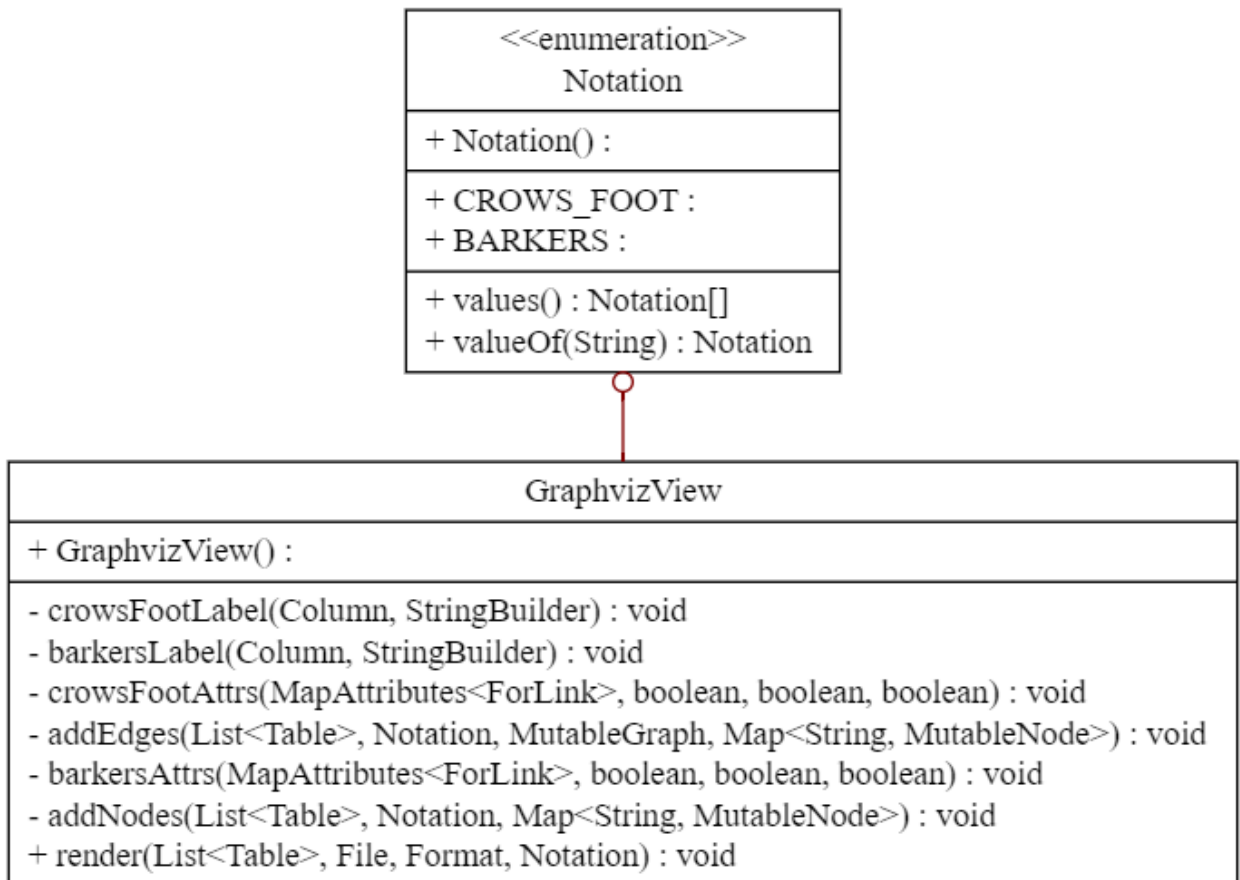 <<enumeration>>
Notation
+ Notation() :
+ CROWS_FOOT :
+ BARKERS :
+ values() : Notation[]
+ valueOf(String) : Notation
GraphvizView
+ GraphvizView() :
- crowsFootLabel(Column, StringBuilder) : void
- barkersLabel(Column, StringBuilder) : void
- crowsFootAttrs(MapAttributes<ForLink>, boolean, boolean, boolean) : void
- addEdges(List<Table>, Notation, MutableGraph, Map<String, MutableNode>) : void
- barkersAttrs(MapAttributes<ForLink>, boolean, boolean, boolean) : void
- addNodes(List<Table>, Notation, Map<String, MutableNode>) : void
+ render(List<Table>, File, Format, Notation) : void